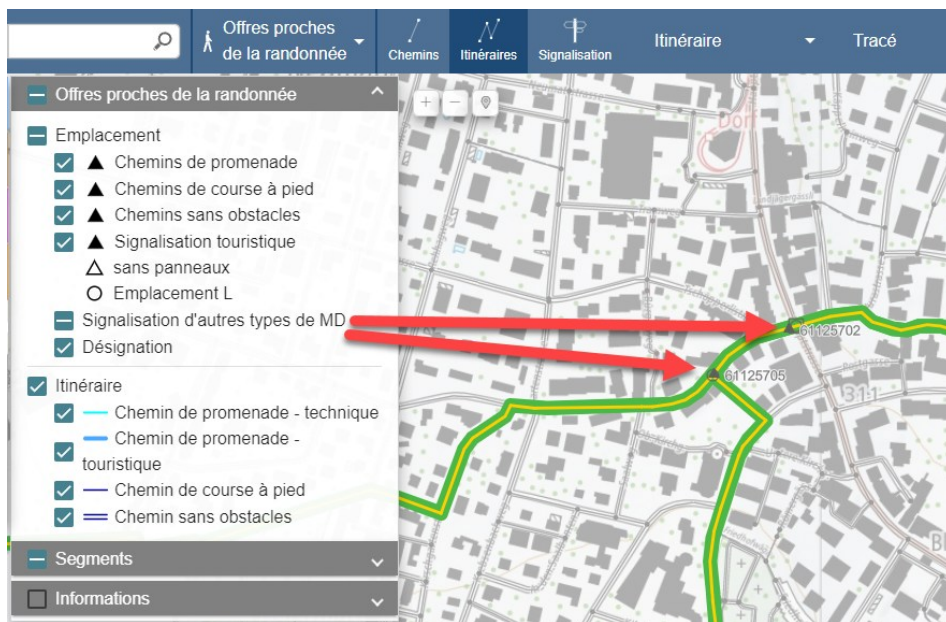 Offres proches
de la randonnée
Chemins
Itinéraires
Signalisation
Itinéraire
Tracé
Offres proches de la randonnée
Emplacement
Chemins de promenade
Chemins de course à pied
Chemins sans obstacles
Signalisation touristique
sans panneaux
Emplacement L
Signalisation d'autres types de MD
Désignation
Itinéraire
Chemin de promenade - technique
Chemin de promenade -
touristique
Chemin de course à pied
Chemin sans obstacles
Segments
Informations
Dorf
61125702
61125705
Postgasse
311